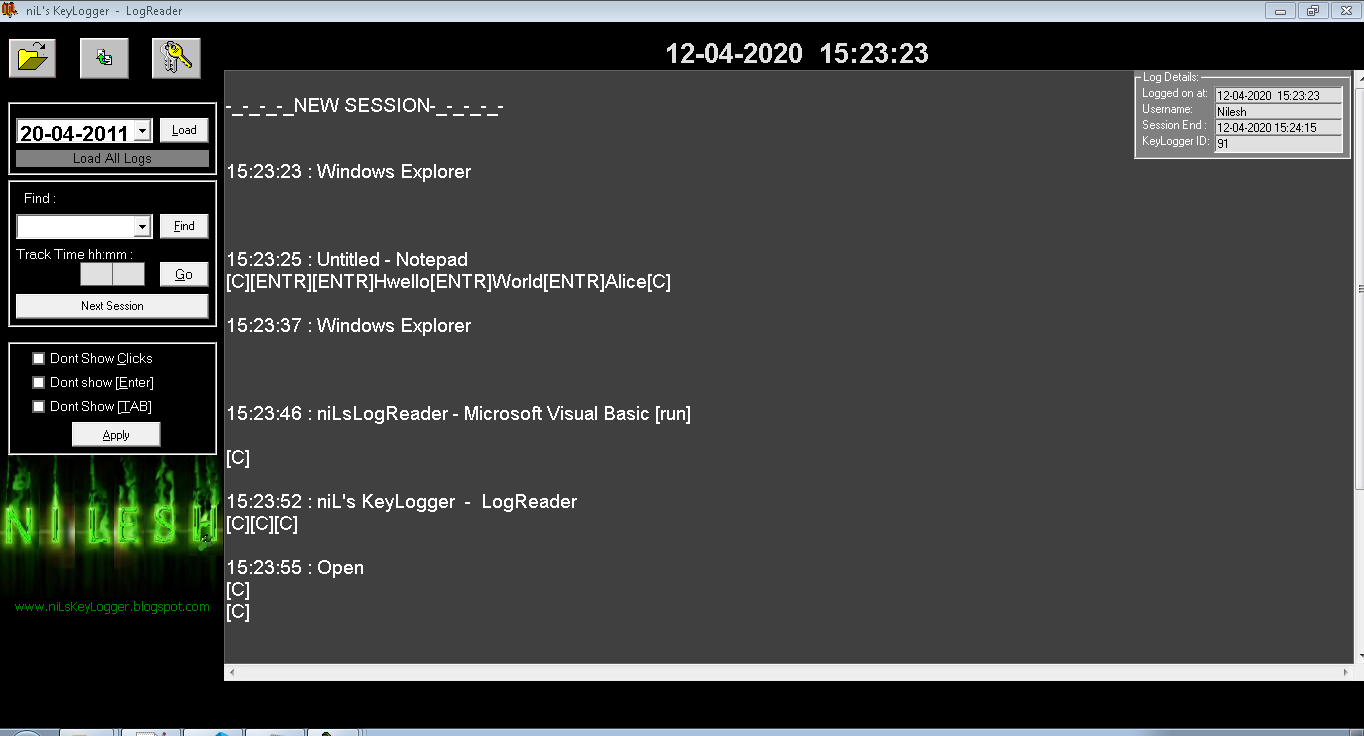 niL's KeyLogger - LogReader
12-04-2020 15:23:23
20-04-2011
Load
Load All Logs
Find :
Find
Track Time hh:mm :
Go
Next Session
Dont Show Clicks
Dont show [Enter]
Dont Show [TAB]
Apply
NILESH
www.niLsKeyLogger.blogspot.com
-_-_-_-_-_NEW SESSION-_-_-_-_-
15:23:23 : Windows Explorer
15:23:25 : Untitled - Notepad
[C][ENTR][ENTR]Hwello[ENTR]World[ENTR]Alice[C]
15:23:37 : Windows Explorer
15:23:46 : niLsLogReader - Microsoft Visual Basic [run]
[C]
15:23:52 : niL's KeyLogger - LogReader
[C][C][C]
15:23:55 : Open
[C]
[C]
Log Details:
Logged on at: 12-04-2020 15:23:23
Username: Nilesh
Session End : 12-04-2020 15:24:15
KeyLogger ID: 91